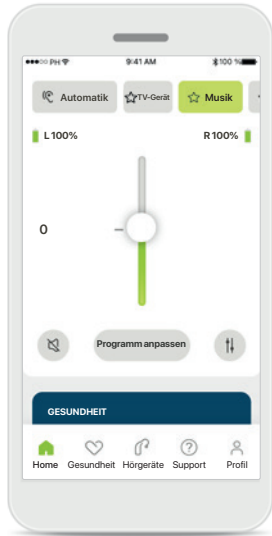 PH 9:41 AM 100 %
Automatik TV-Gerät Musik
L 100% R 100%
0
Programm anpassen
GESUNDHEIT
Home Gesundheit Hörgeräte Support Profil